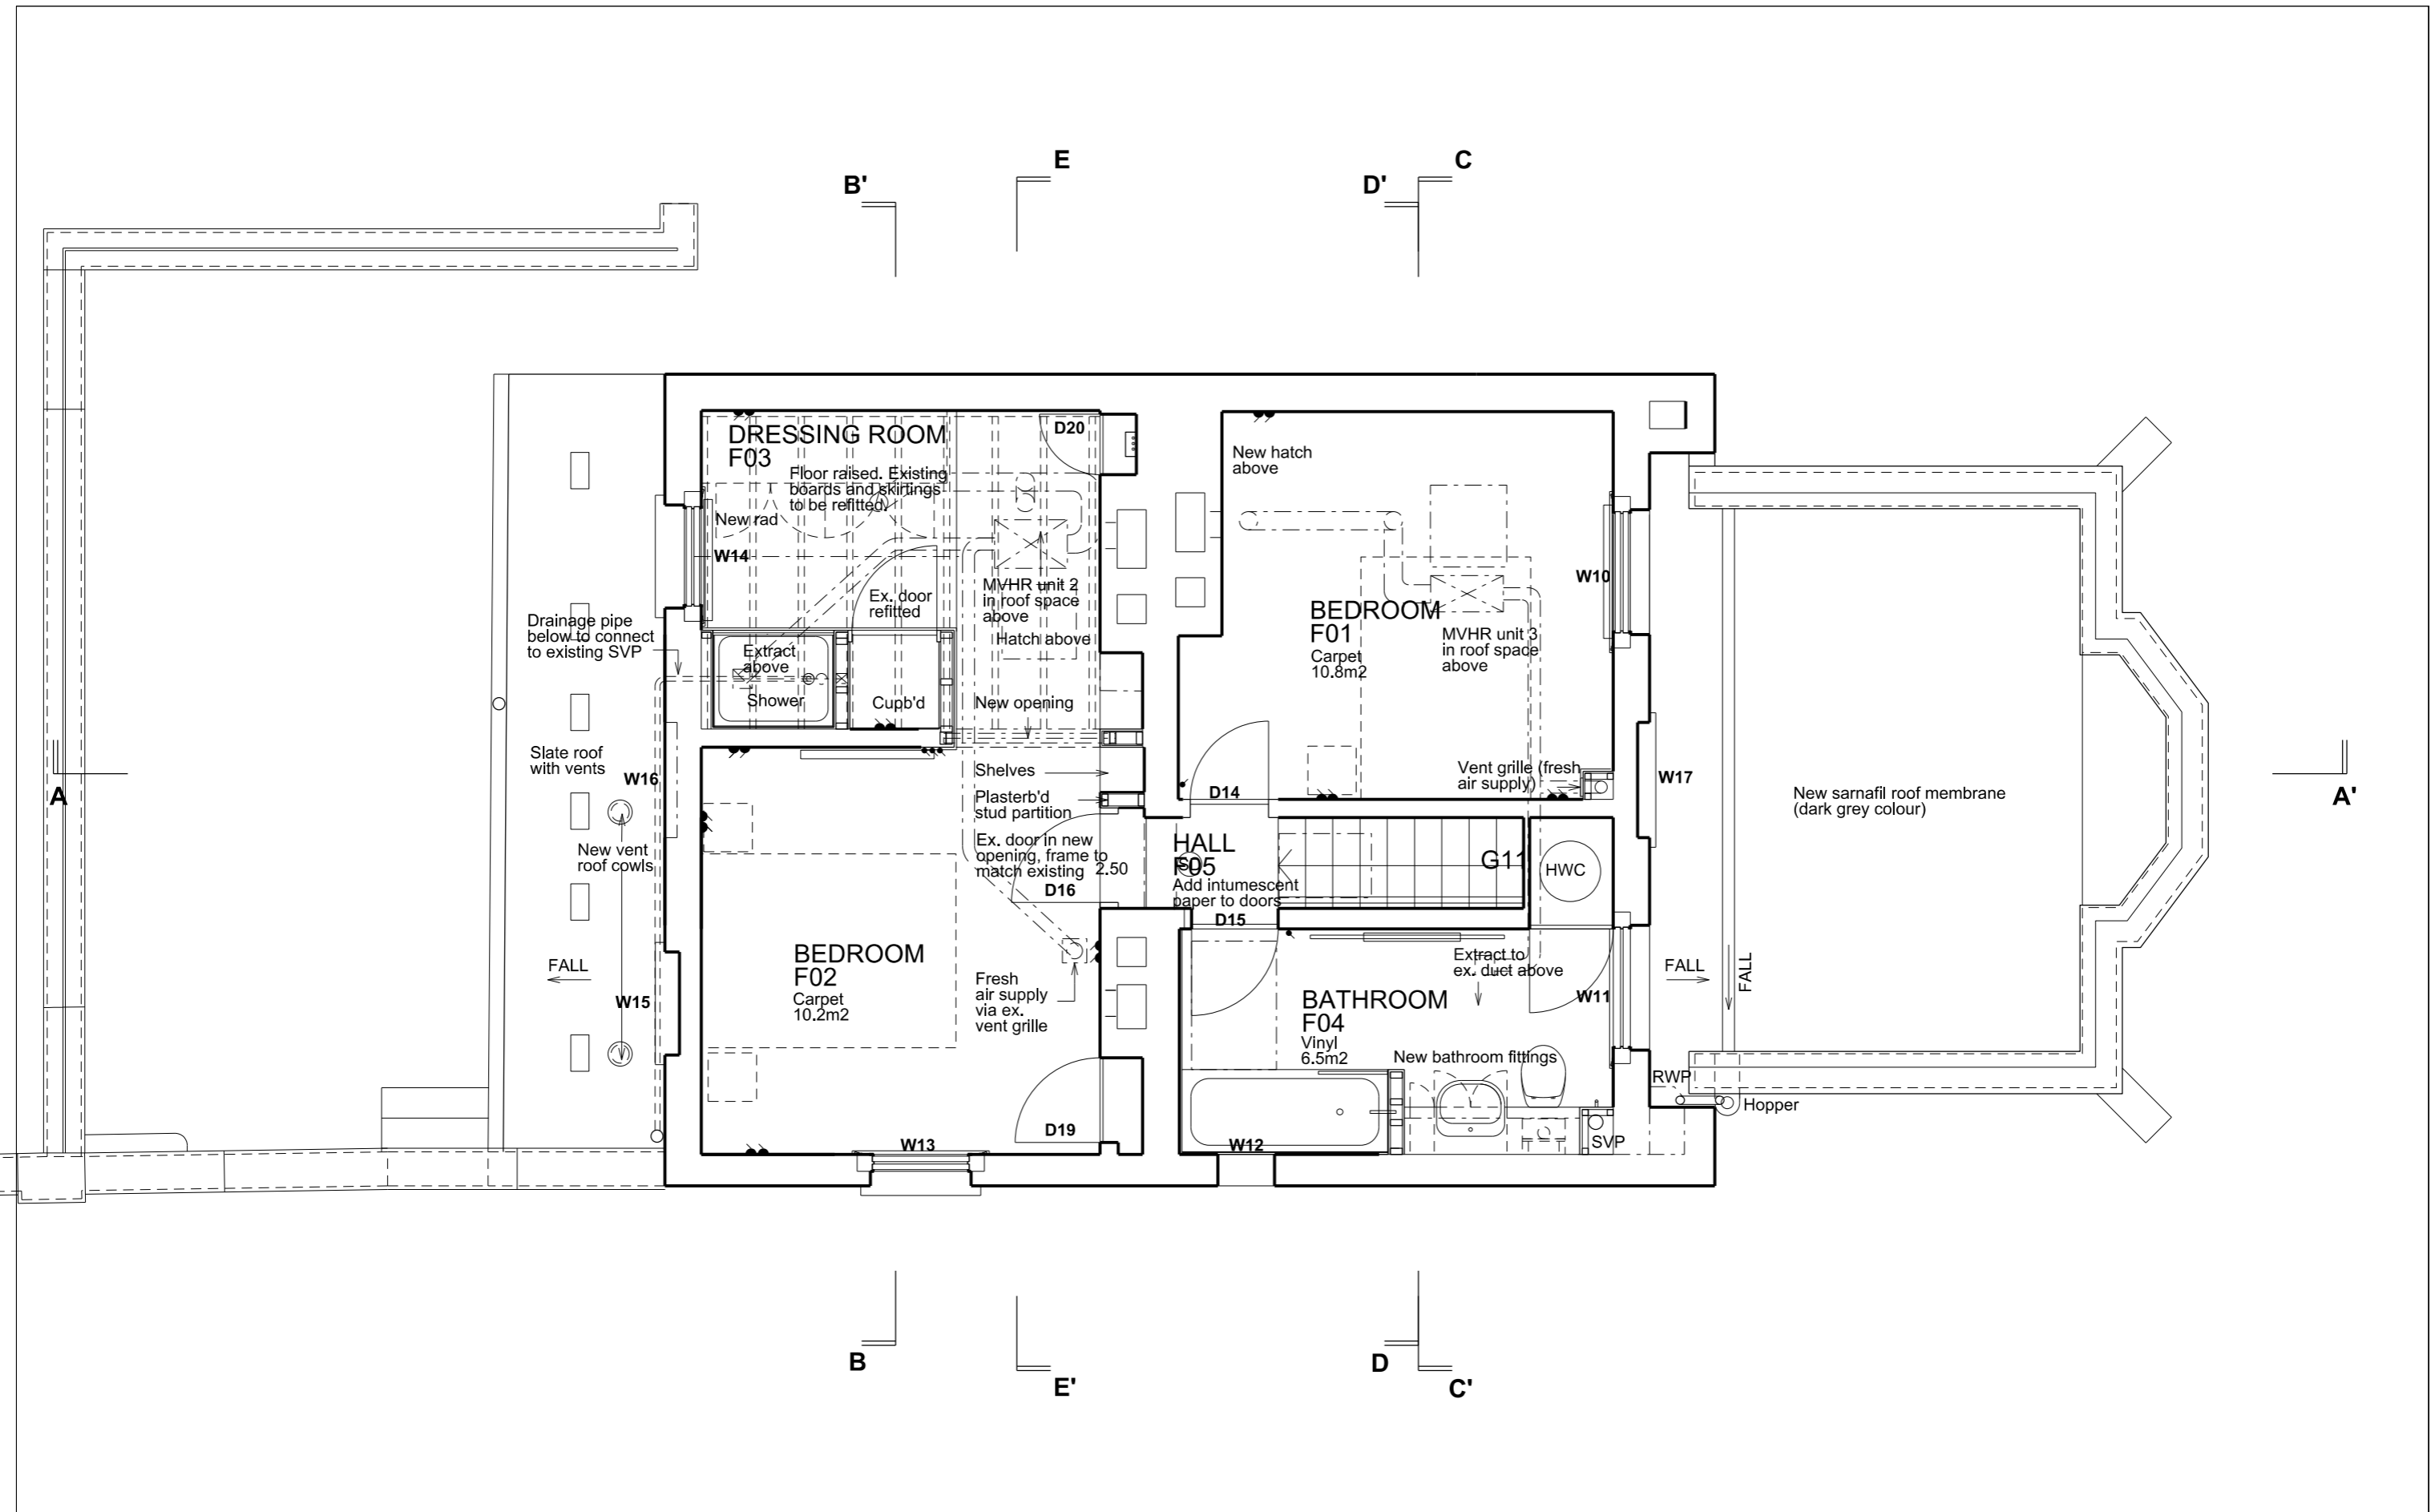 E
C
B'
D'
DRESSING ROOM
F03
D20
Floor raised. Existing
boards and skirtings
to be refitted.
New rad
W14
Ex. door
refitted
MVHR unit 2
in roof space
above
Hatch above
Drainage pipe
below to connect
to existing SVP
Extract
above
Shower
Cupb'd
New opening
New hatch
above
BEDROOM
F01
Carpet
10.8m2
W10
MVHR unit 3
in roof space
above
Slate roof
with vents
W16
Shelves
Plasterb'd
stud partition
D14
Vent grille (fresh
air supply)
W17
New sarnafil roof membrane
(dark grey colour)
A
A'
New vent
roof cowls
Ex. door in new
opening, frame to
match existing
2.50
D16
HALL
F05
SD
Add intumescent
paper to doors
G11
HWC
D15
BEDROOM
F02
Carpet
10.2m2
FALL
W15
Fresh
air supply
via ex.
vent grille
Extract to
ex. duct above
BATHROOM
F04
Vinyl
6.5m2
W11
FALL
FALL
New bathroom fittings
RWP
Hopper
D19
W13
W12
SVP
B
D
E'
C'